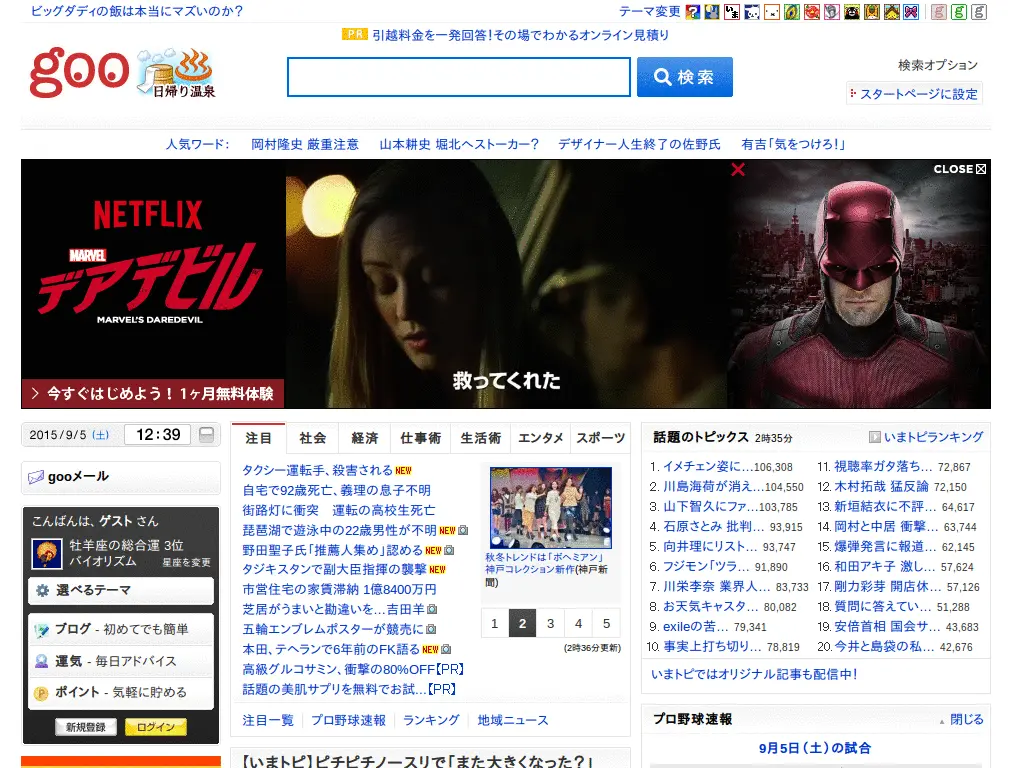 ビッグダディの飯は本当にマズいのか?
テーマ変更
PR 引越料金を一発回答!その場でわかるオンライン見積り
goo 日帰り温泉
検索
検索オプション
スタートページに設定
人気ワード: 岡村隆史 厳重注意 山本耕史 堀北へストーカー? デザイナー人生終了の佐野氏 有吉「気をつけろ!」
CLOSE
NETFLIX
MARVEL
デアデビル
MARVEL'S DAREDEVIL
救ってくれた
> 今すぐはじめよう! 1ヶ月無料体験
2015/9/5 (土) 12:39
gooメール
こんばんは、ゲストさん
牡羊座の総合運 3位
バイオリズム 星座を変更
選べるテーマ
ブログ - 初めてでも簡単
運気 - 毎日アドバイス
ポイント - 気軽に貯める
新規登録 ログイン
注目 社会 経済 仕事術 生活術 エンタメ スポーツ
タクシー運転手、殺害される NEW
自宅で92歳死亡、義理の息子不明
街路灯に衝突 運転の高校生死亡
琵琶湖で遊泳中の22歳男性が不明 NEW
野田聖子氏「推薦人集め」認める NEW
タジキスタンで副大臣指揮の襲撃 NEW
市営住宅の家賃滞納 1億8400万円
芝居がうまいと勘違いを…吉田羊
五輪エンブレムポスターが競売に
本田、テヘランで6年前のFK語る NEW
高級グルコサミン、衝撃の80%OFF【PR】
話題の美肌サプリを無料でお試…【PR】
秋冬トレンドは「ボヘミアン」
神戸コレクション新作(神戸新
聞)
1 2 3 4 5
(2時36分更新)
注目一覧 プロ野球速報 ランキング 地域ニュース
【いまトピ】ピチピチノースリで「また大きくなった?」
話題のトピックス 2時35分 いまトピランキング
1. イメチェン姿に… 106,308
2. 川島海荷が消え… 104,550
3. 山下智久にファ… 103,785
4. 石原さとみ 批判… 93,915
5. 向井理にリスト… 93,747
6. フジモン「ツラ… 91,890
7. 川栄李奈 業界人… 83,733
8. お天気キャスタ… 80,082
9. exileの苦… 79,341
10. 事実上打ち切り… 78,819
11. 視聴率ガタ落ち… 72,867
12. 木村拓哉 猛反論 72,150
13. 新垣結衣に不評… 64,617
14. 岡村と中居 衝撃… 63,744
15. 爆弾発言に報道… 62,145
16. 和田アキ子 激し… 57,624
17. 剛力彩芽 開店休… 57,126
18. 質問に答えてい… 51,288
19. 安倍首相 国会サ… 43,683
20. 今井と島袋の私… 42,676
いまトピではオリジナル記事も配信中!
プロ野球速報 閉じる
9月5日(土)の試合